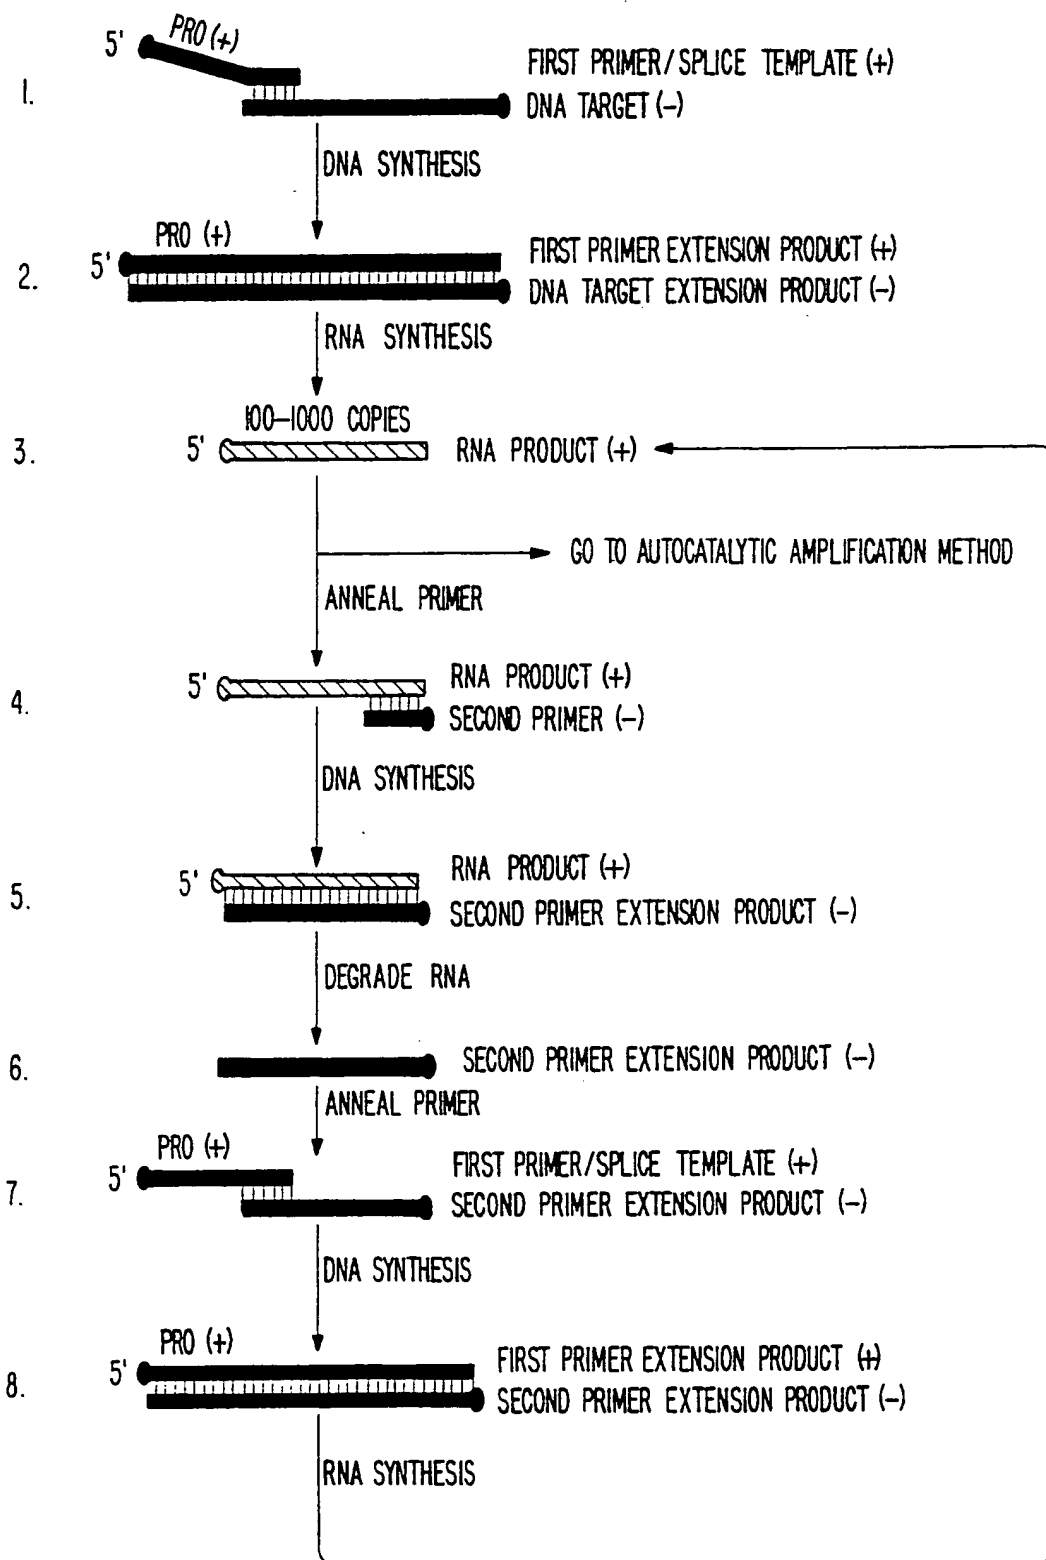 PRO (+)
5'
FIRST PRIMER/SPLICE TEMPLATE (+)
1.
DNA TARGET (–)
DNA SYNTHESIS
PRO (+)
5'
FIRST PRIMER EXTENSION PRODUCT (+)
2.
DNA TARGET EXTENSION PRODUCT (–)
RNA SYNTHESIS
100–1000 COPIES
3.
5'
RNA PRODUCT (+)
GO TO AUTOCATALYTIC AMPLIFICATION METHOD
ANNEAL PRIMER
5'
RNA PRODUCT (+)
4.
SECOND PRIMER (–)
DNA SYNTHESIS
5'
RNA PRODUCT (+)
5.
SECOND PRIMER EXTENSION PRODUCT (–)
DEGRADE RNA
6.
SECOND PRIMER EXTENSION PRODUCT (–)
ANNEAL PRIMER
PRO (+)
5'
FIRST PRIMER/SPLICE TEMPLATE (+)
7.
SECOND PRIMER EXTENSION PRODUCT (–)
DNA SYNTHESIS
PRO (+)
5'
FIRST PRIMER EXTENSION PRODUCT (+)
8.
SECOND PRIMER EXTENSION PRODUCT (–)
RNA SYNTHESIS